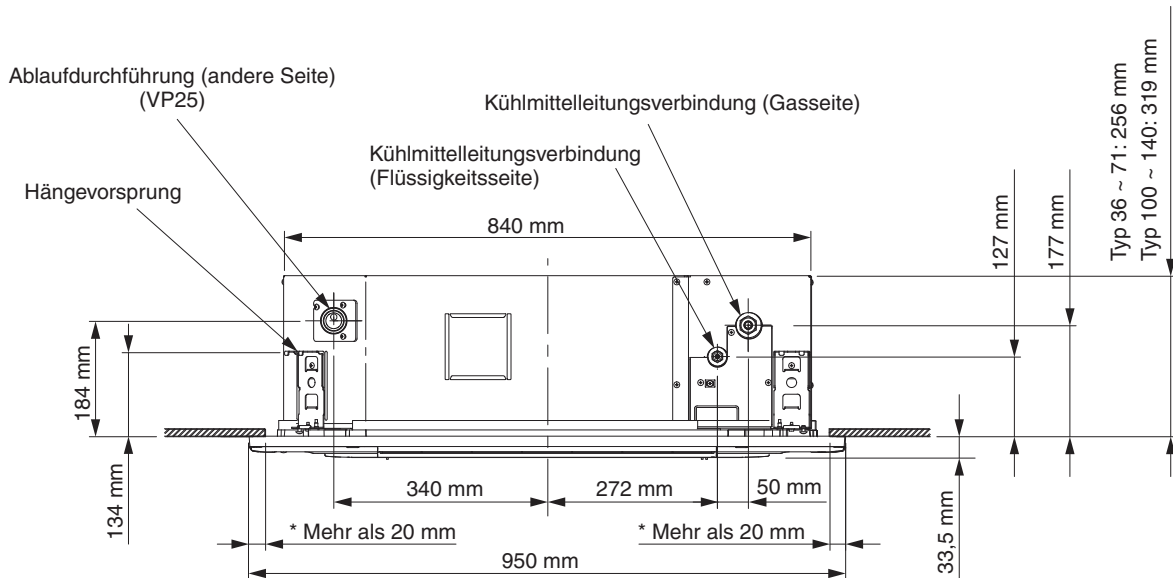 Ablaufdurchführung (andere Seite)
(VP25)
Kühlmittelleitungsverbindung (Gasseite)
Kühlmittelleitungsverbindung
(Flüssigkeitsseite)
Hängevorsprung
840 mm
127 mm
177 mm
Typ 36 ~ 71: 256 mm
Typ 100 ~ 140: 319 mm
184 mm
134 mm
340 mm
272 mm
50 mm
33,5 mm
* Mehr als 20 mm
* Mehr als 20 mm
950 mm